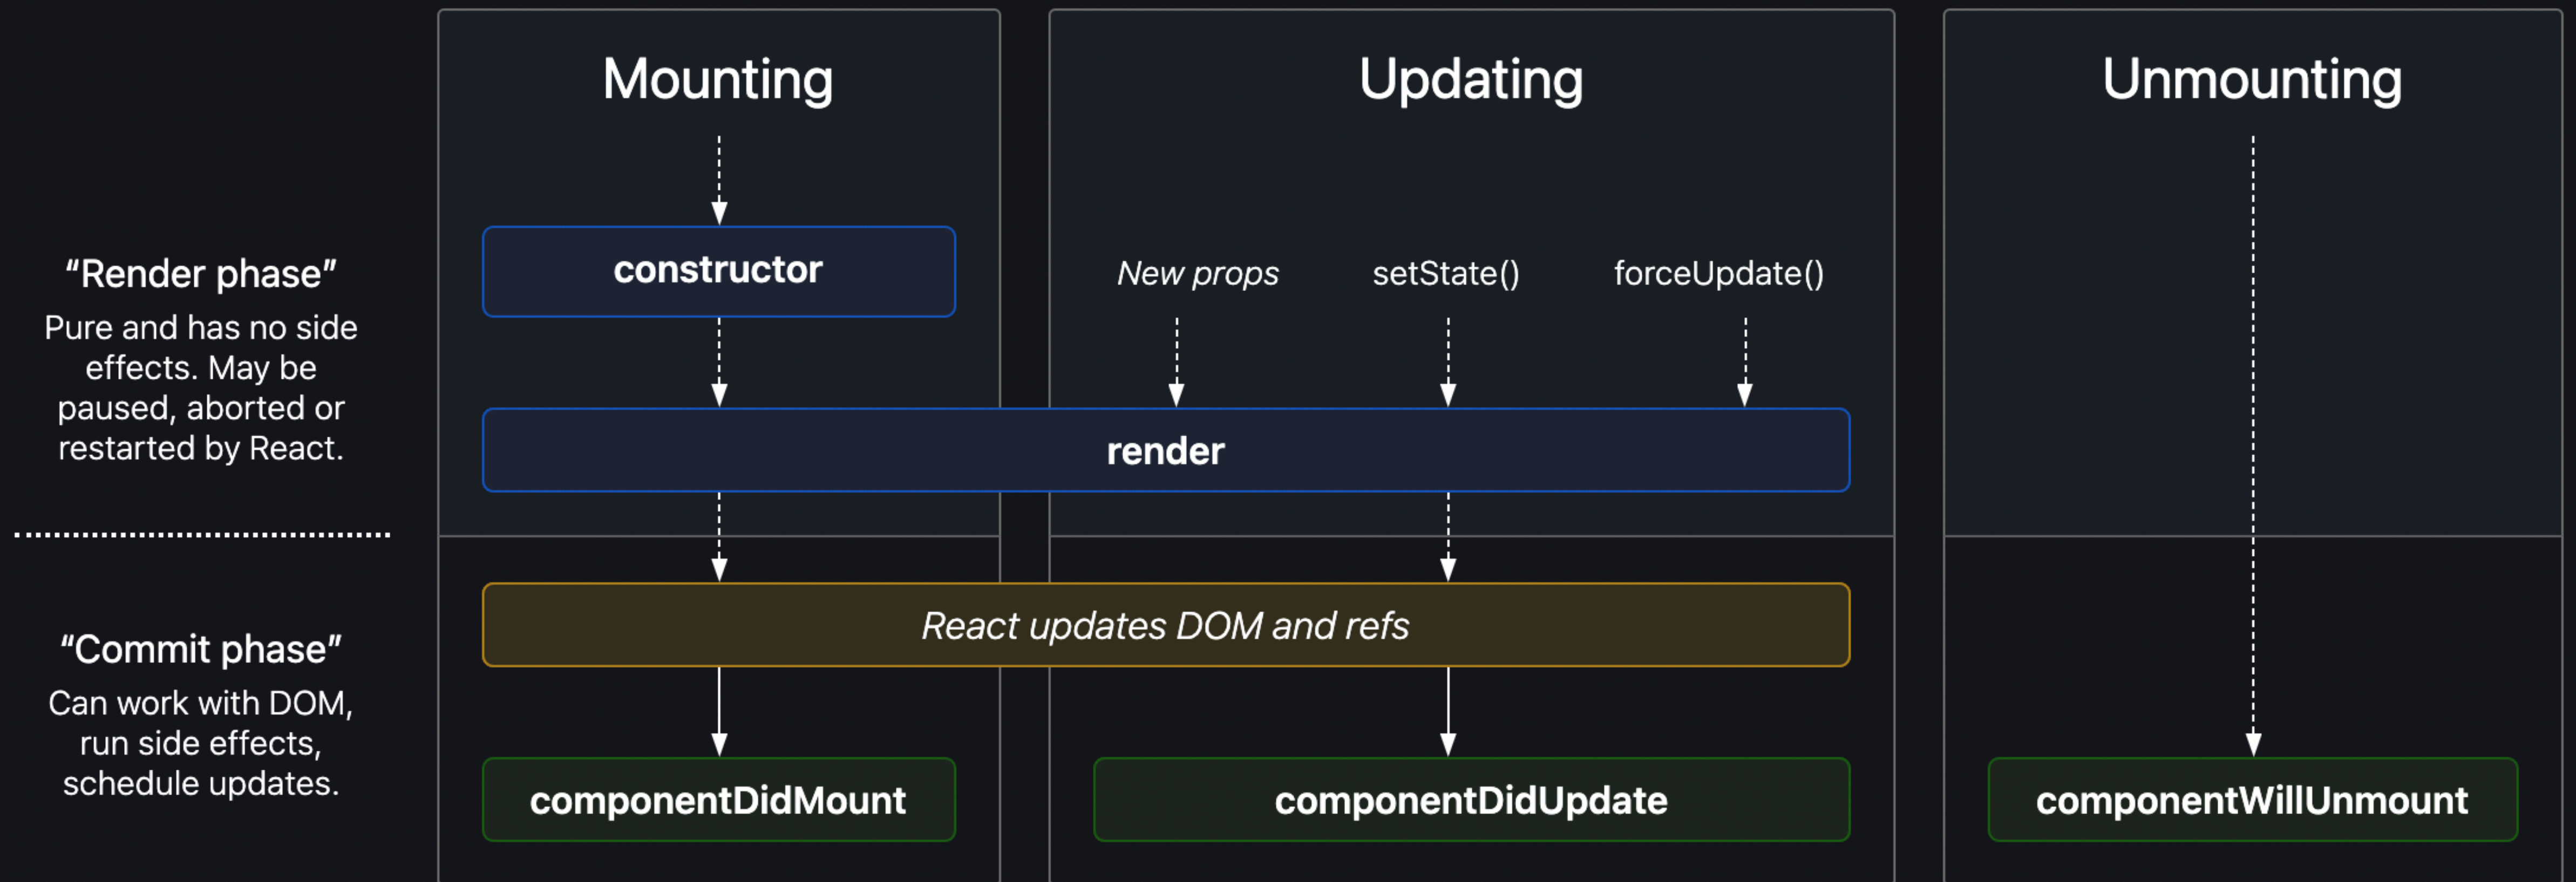 Mounting
Updating
Unmounting
“Render phase”
Pure and has no side
effects. May be
paused, aborted or
restarted by React.
constructor
New props
setState()
forceUpdate()
render
“Commit phase”
Can work with DOM,
run side effects,
schedule updates.
React updates DOM and refs
componentDidMount
componentDidUpdate
componentWillUnmount